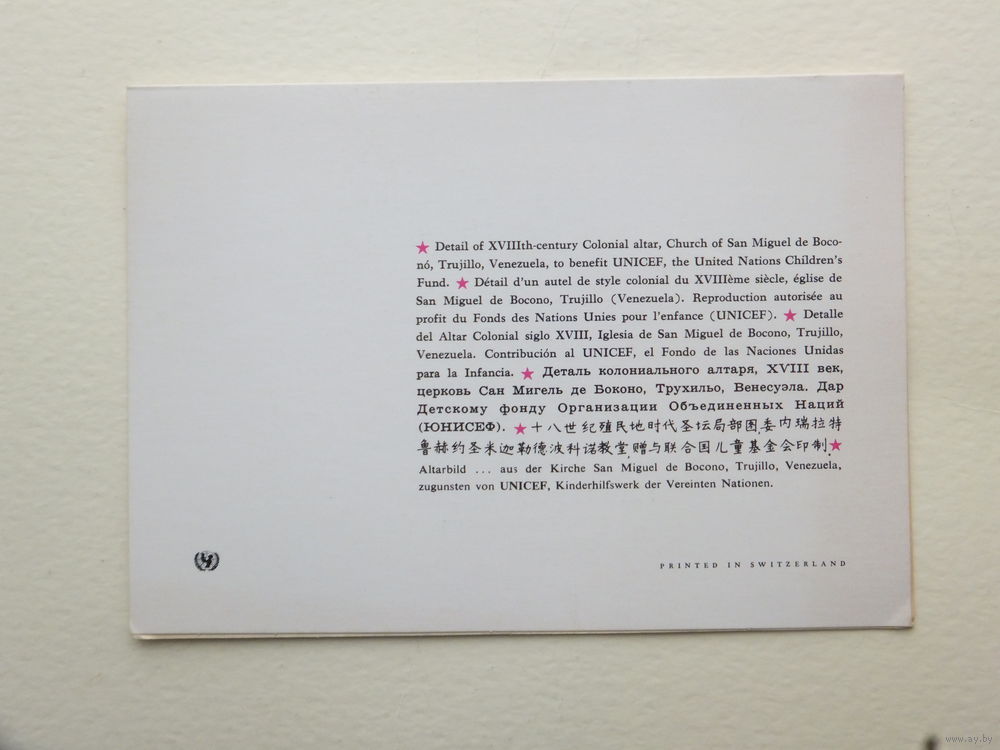 ★ Detail of XVIIIth-century Colonial altar, Church of San Miguel de Boco-
nó, Trujillo, Venezuela, to benefit UNICEF, the United Nations Children's
Fund. ★ Détail d'un autel de style colonial du XVIIIème siècle, église de
San Miguel de Bocono, Trujillo (Venezuela). Reproduction autorisée au
profit du Fonds des Nations Unies pour l'enfance (UNICEF). ★ Detalle
del Altar Colonial siglo XVIII, Iglesia de San Miguel de Bocono, Trujillo,
Venezuela. Contribución al UNICEF, el Fondo de las Naciones Unidas
para la Infancia. ★ Деталь колониального алтаря, XVIII век,
церковь Сан Мигель де Боконо, Трухильо, Венесуэла. Дар
Детскому фонду Организации Объединенных Наций
(ЮНИСЕФ). ★ 十八世纪殖民地时代圣坛局部图,委内瑞拉特
鲁赫约圣米迦勒德波科诺教堂,赠与联合国儿童基金会印制.★
Altarbild ... aus der Kirche San Miguel de Bocono, Trujillo, Venezuela,
zugunsten von UNICEF, Kinderhilfswerk der Vereinten Nationen.
PRINTED IN SWITZERLAND
www.ay.by